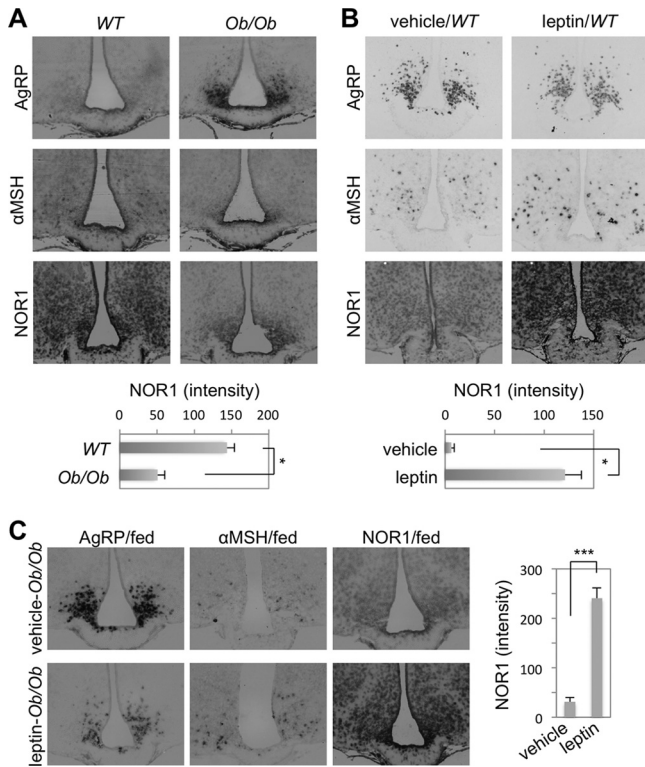 A
WT Ob/Ob
AgRP
αMSH
NOR1
NOR1 (intensity)
0 50 100 150 200
WT
Ob/Ob
*
B
vehicle/WT leptin/WT
AgRP
αMSH
NOR1
NOR1 (intensity)
0 50 100 150
vehicle
leptin
*
C
AgRP/fed αMSH/fed NOR1/fed
vehicle-Ob/Ob
leptin-Ob/Ob
***
NOR1 (intensity)
300
200
100
0
vehicle
leptin